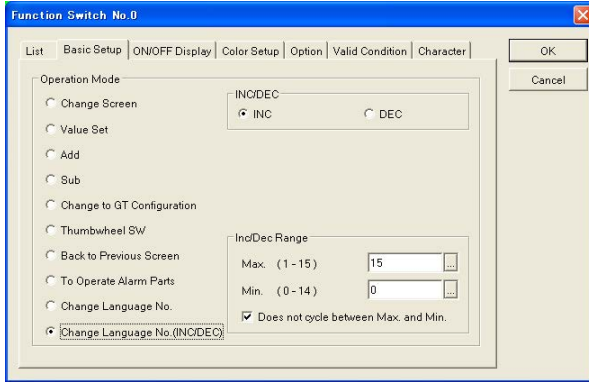 Function Switch No.0
List
Basic Setup
ON/OFF Display
Color Setup
Option
Valid Condition
Character
OK
Cancel
Operation Mode
Change Screen
Value Set
Add
Sub
Change to GT Configuration
Thumbwheel SW
Back to Previous Screen
To Operate Alarm Parts
Change Language No.
Change Language No.(INC/DEC)
INC/DEC
INC
DEC
Inc/Dec Range
Max. (1-15)
15
...
Min. (0-14)
0
...
Does not cycle between Max. and Min.